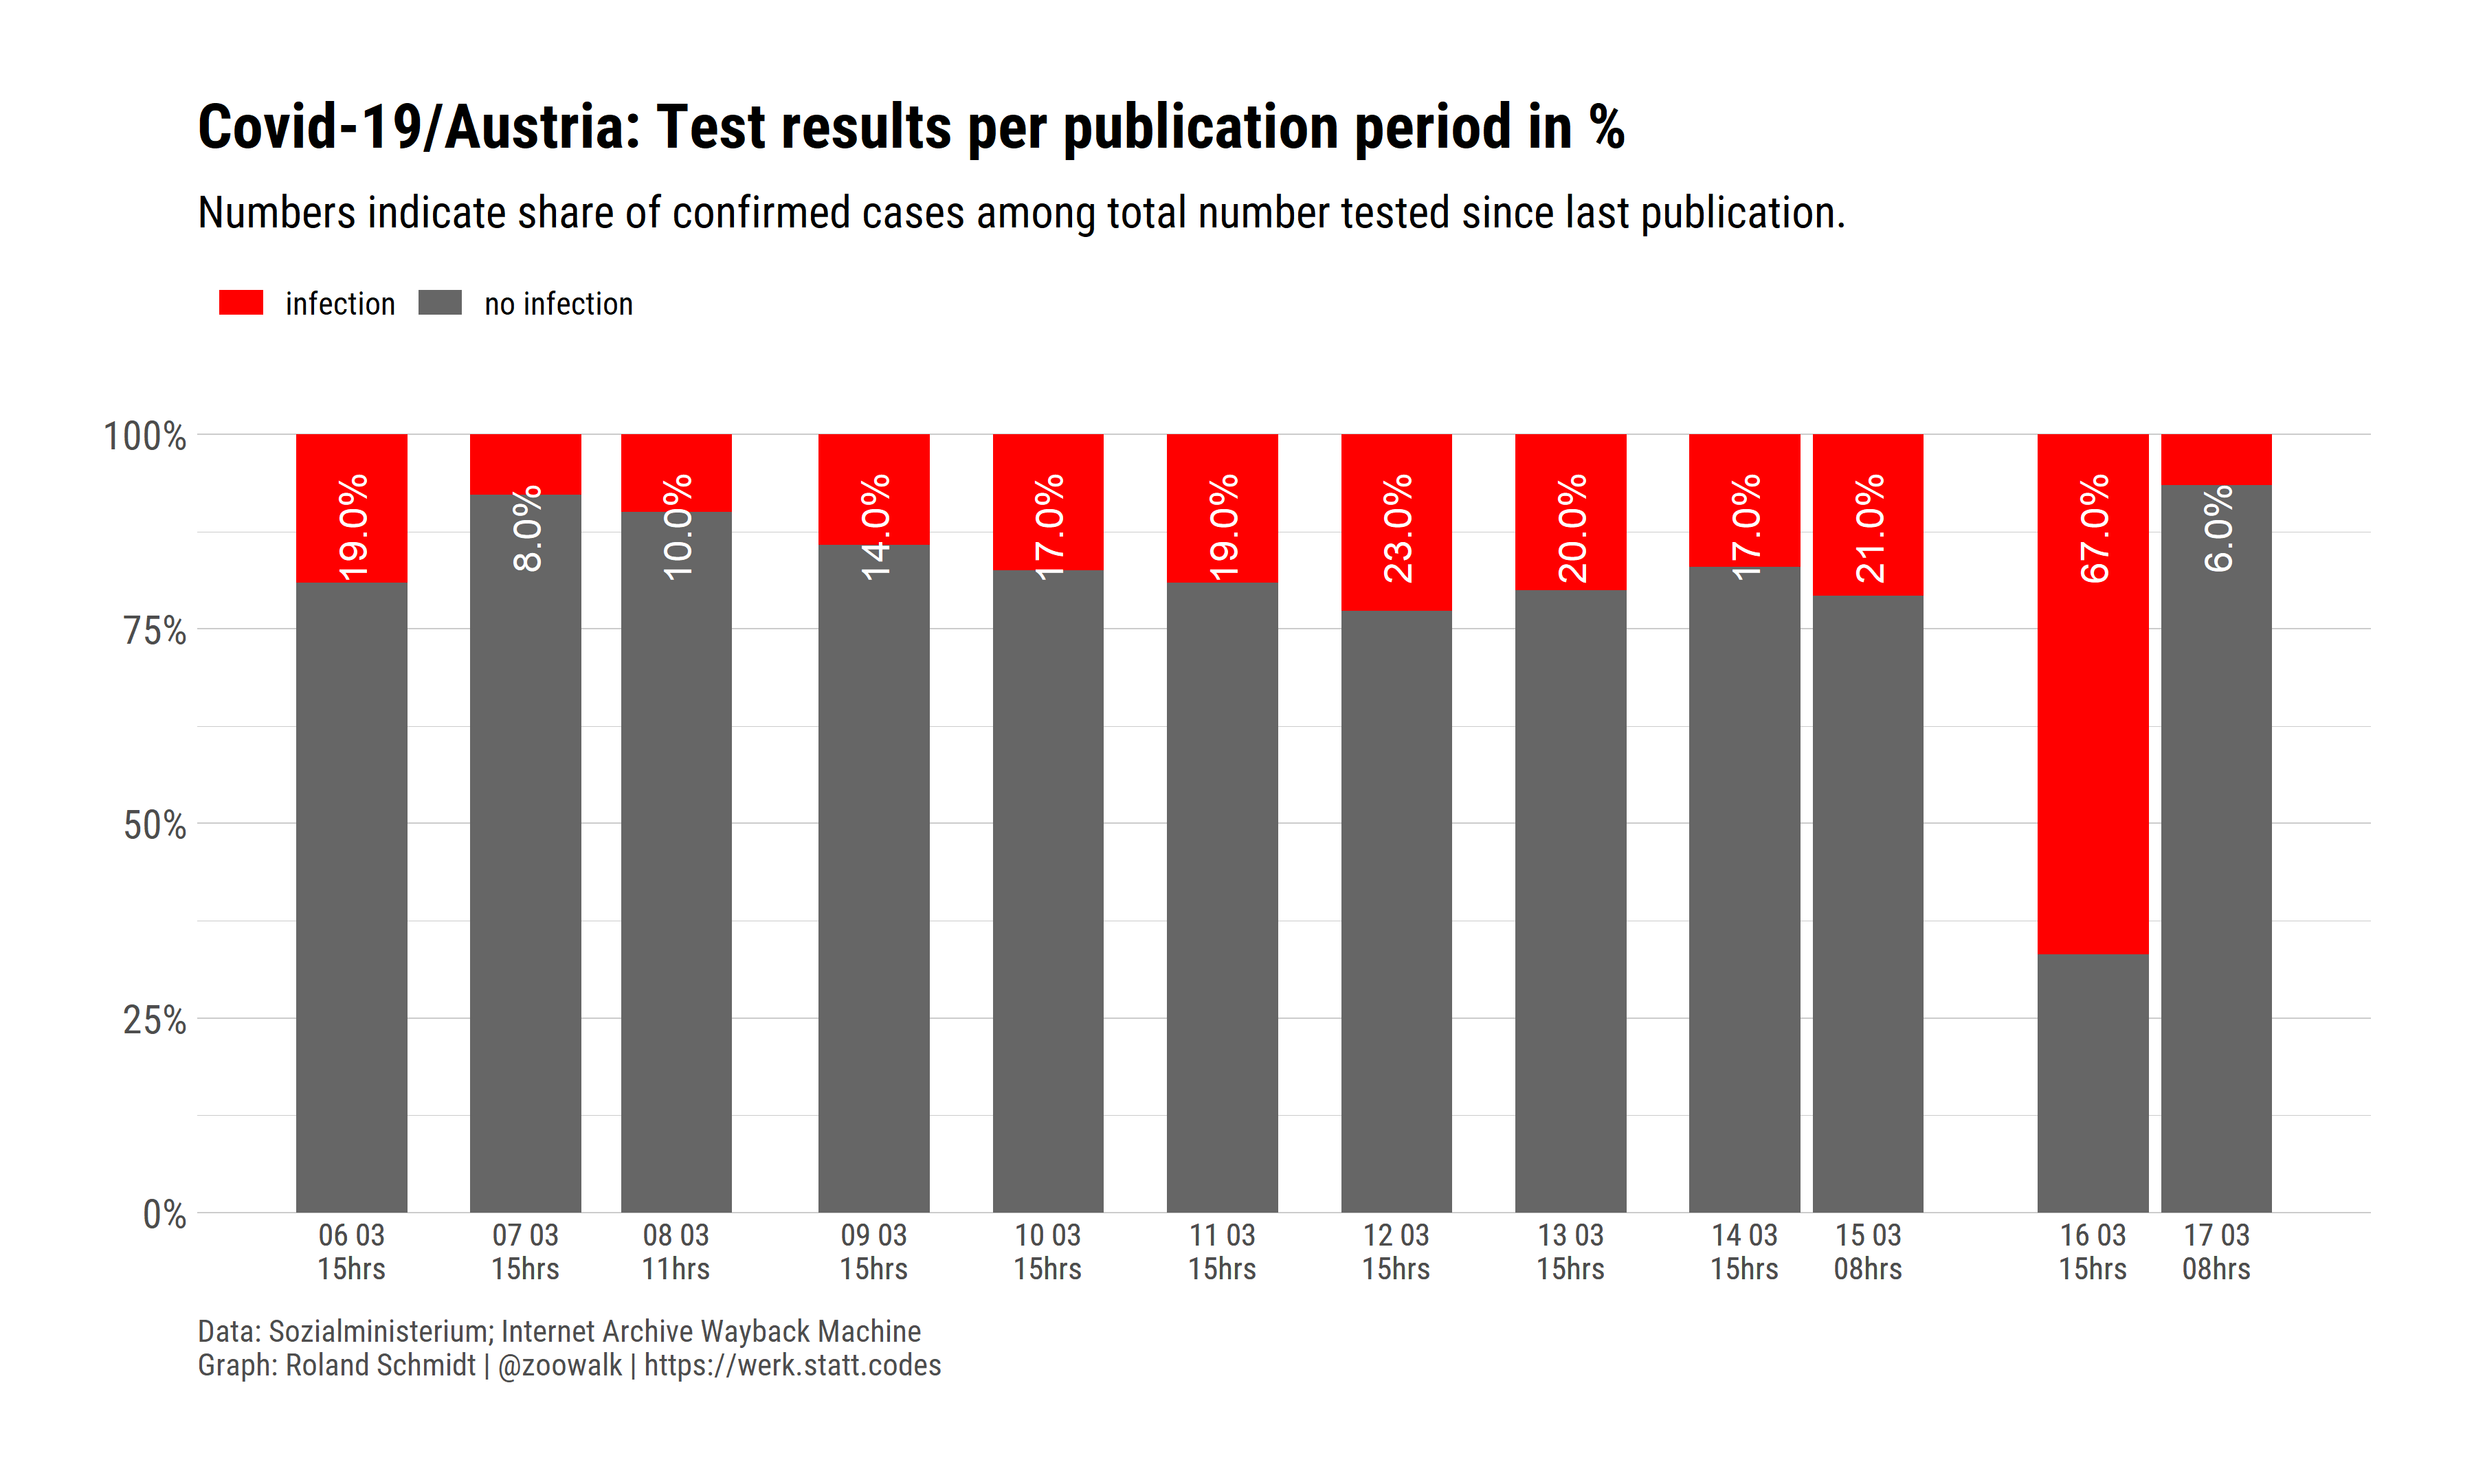 Covid-19/Austria: Test results per publication period in %
Numbers indicate share of confirmed cases among total number tested since last publication.
infection no infection
100%
75%
50%
25%
0%
19.0% 8.0% 10.0% 14.0% 17.0% 19.0% 23.0% 20.0% 17.0% 21.0% 67.0% 6.0%
06 03 07 03 08 03 09 03 10 03 11 03 12 03 13 03 14 03 15 03 16 03 17 03
15hrs 15hrs 11hrs 15hrs 15hrs 15hrs 15hrs 15hrs 15hrs 08hrs 15hrs 08hrs
Data: Sozialministerium; Internet Archive Wayback Machine
Graph: Roland Schmidt | @zoowalk | https://werk.statt.codes